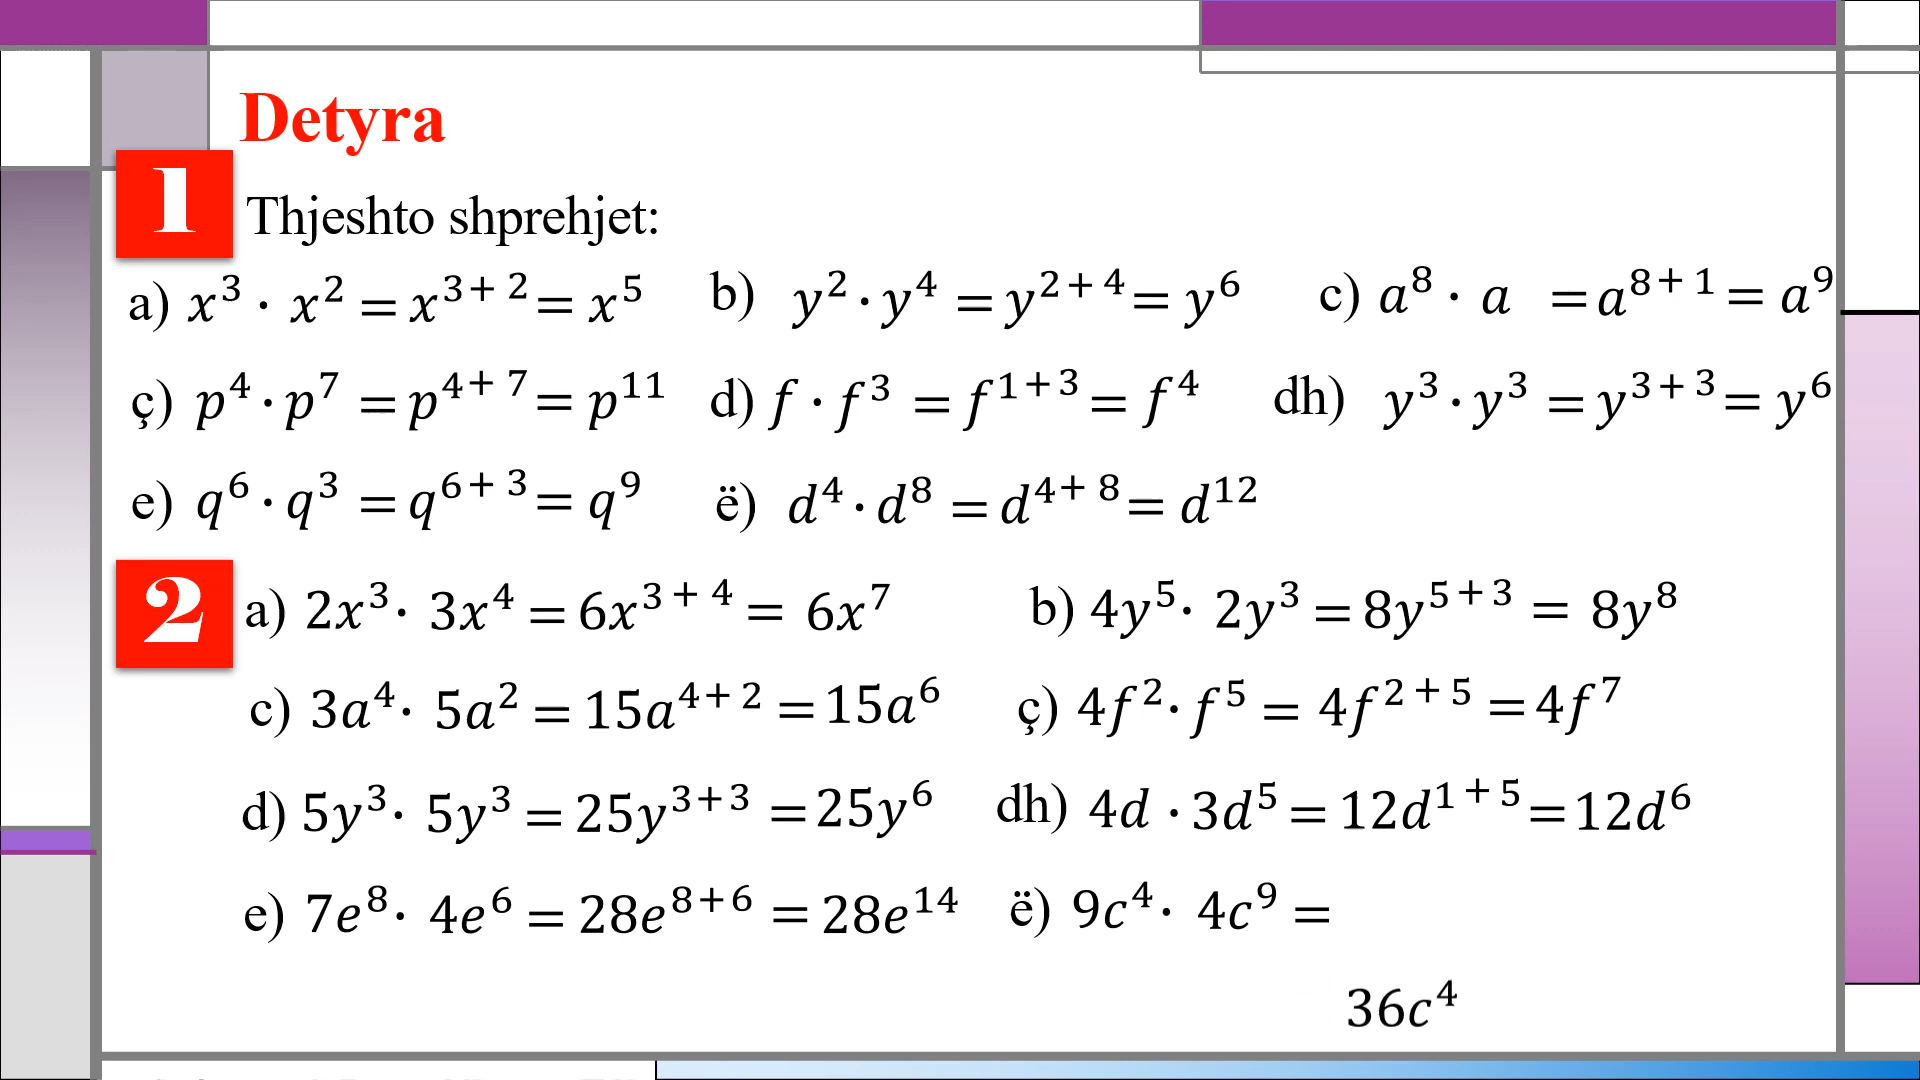 Detyra
1
Thjeshto shprehjet:
a) x³ · x² = x³⁺² = x⁵ b) y² · y⁴ = y²⁺⁴ = y⁶ c) a⁸ · a = a⁸⁺¹ = a⁹
ç) p⁴ · p⁷ = p⁴⁺⁷ = p¹¹ d) f · f³ = f¹⁺³ = f⁴ dh) y³ · y³ = y³⁺³ = y⁶
e) q⁶ · q³ = q⁶⁺³ = q⁹ ë) d⁴ · d⁸ = d⁴⁺⁸ = d¹²
2
a) 2x³ · 3x⁴ = 6x³⁺⁴ = 6x⁷ b) 4y⁵ · 2y³ = 8y⁵⁺³ = 8y⁸
c) 3a⁴ · 5a² = 15a⁴⁺² = 15a⁶ ç) 4f² · f⁵ = 4f²⁺⁵ = 4f⁷
d) 5y³ · 5y³ = 25y³⁺³ = 25y⁶ dh) 4d · 3d⁵ = 12d¹⁺⁵ = 12d⁶
e) 7e⁸ · 4e⁶ = 28e⁸⁺⁶ = 28e¹⁴ ë) 9c⁴ · 4c⁹ =
36c⁴